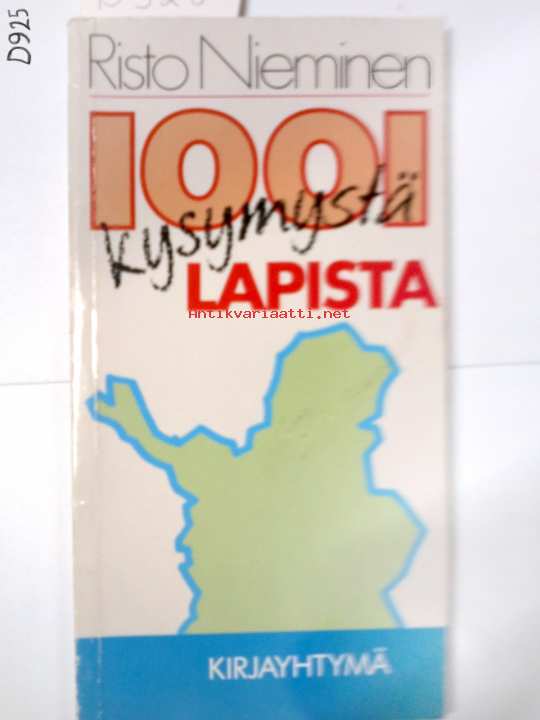 D925
Risto Nieminen
1001
kysymystä
LAPISTA
Antikvariaatti.net
KIRJAYHTYMÄ